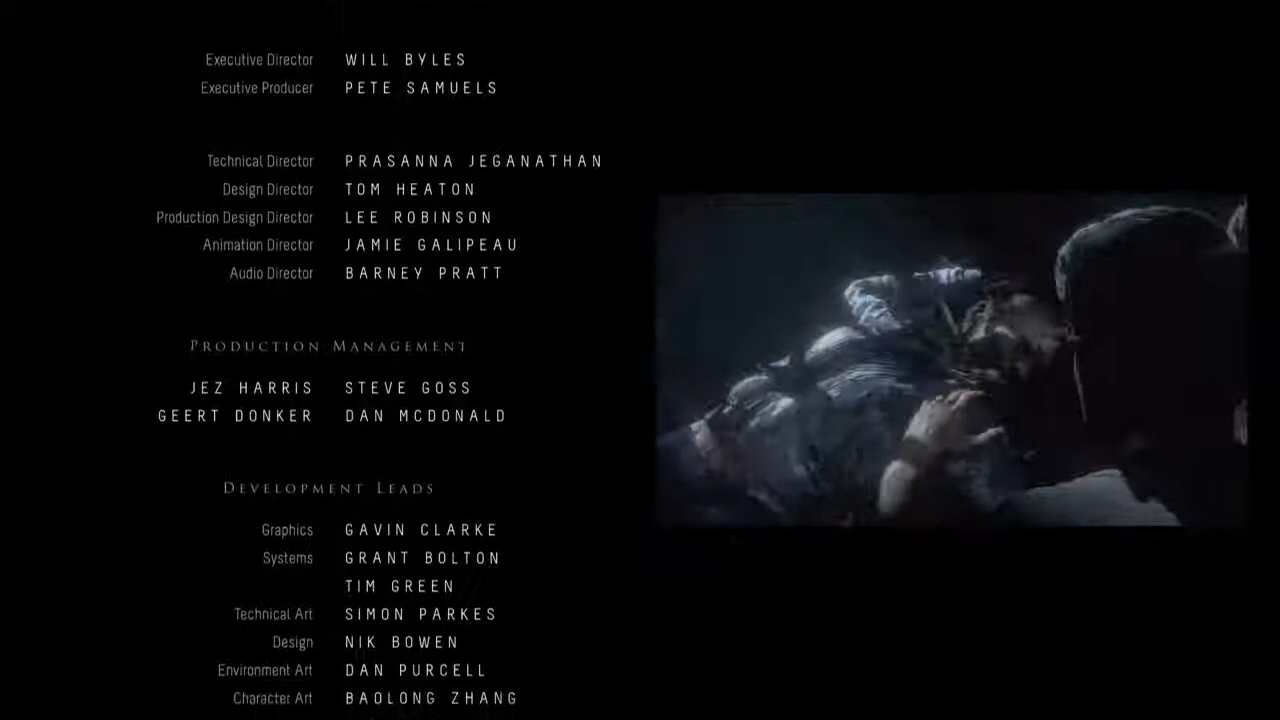 Executive Director WILL BYLES
Executive Producer PETE SAMUELS
Technical Director PRASANNA JEGANATHAN
Design Director TOM HEATON
Production Design Director LEE ROBINSON
Animation Director JAMIE GALIPEAU
Audio Director BARNEY PRATT
PRODUCTION MANAGEMENT
JEZ HARRIS STEVE GOSS
GEERT DONKER DAN MCDONALD
DEVELOPMENT LEADS
Graphics GAVIN CLARKE
Systems GRANT BOLTON
TIM GREEN
Technical Art SIMON PARKES
Design NIK BOWEN
Environment Art DAN PURCELL
Character Art BAOLONG ZHANG